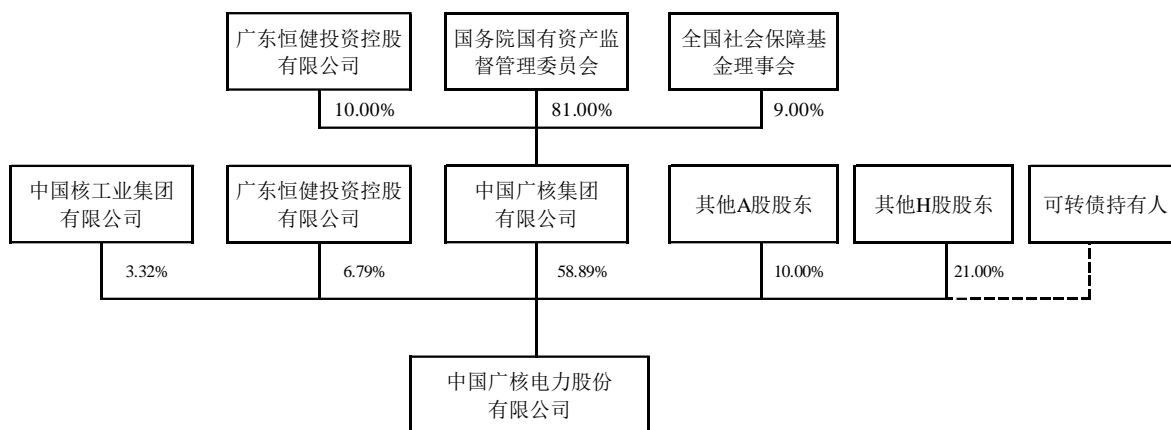 广东恒健投资控股
有限公司
国务院国有资产监
督管理委员会
全国社会保障基
金理事会
10.00%
81.00%
9.00%
中国核工业集团
有限公司
广东恒健投资控股
有限公司
中国广核集团
有限公司
其他A股股东
其他H股股东
可转债持有人
3.32%
6.79%
58.89%
10.00%
21.00%
中国广核电力股份
有限公司